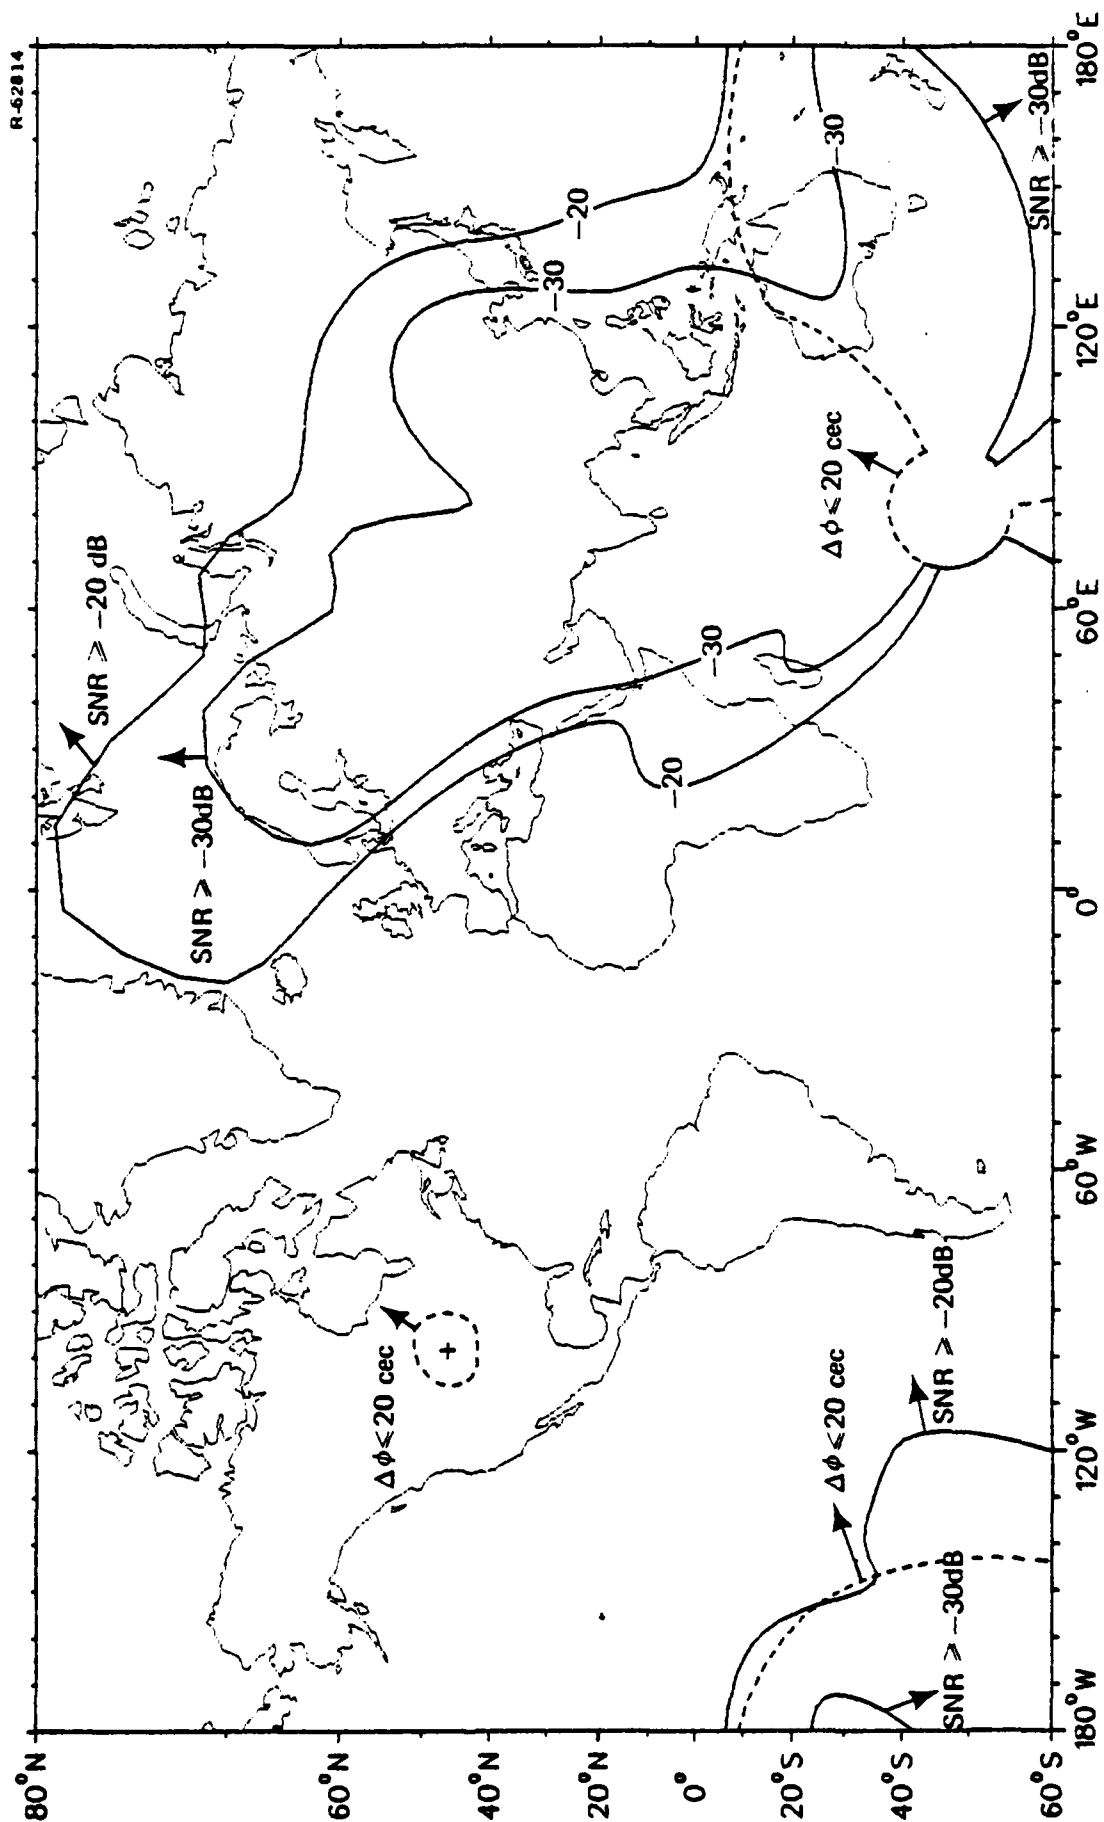 R-62814
80°N
60°N
40°N
20°N
0°
20°S
40°S
60°S
180°W
120°W
60°W
0°
60°E
120°E
180°E
SNR ⩾ -20 dB
SNR ⩾ -30dB
-20
-30
-30
-20
-30
Δφ⩽20 cec
Δφ⩽20 cec
Δφ⩽20 cec
SNR ⩾ -20dB
SNR ⩾ -30dB
SNR ⩾ -30dB
+